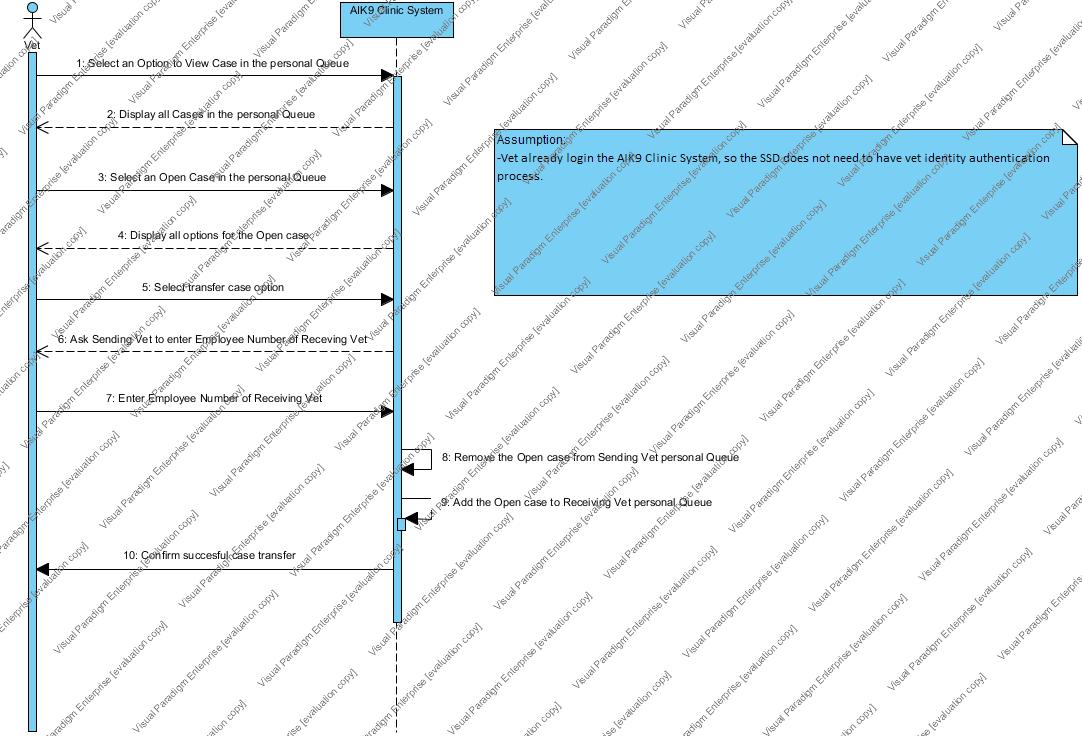 AIK9 Clinic System
Vet
1: Select an Option to View Case in the personal Queue
2: Display all Cases in the personal Queue
Assumption:
-Vet already login the AIK9 Clinic System, so the SSD does not need to have vet identity authentication
process.
3: Select an Open Case in the personal Queue
4: Display all options for the Open case
5: Select transfer case option
6: Ask Sending Vet to enter Employee Number of Receving Vet
7: Enter Employee Number of Receiving Vet
8: Remove the Open case from Sending Vet personal Queue
9: Add the Open case to Receiving Vet personal Queue
10: Confirm succesful case transfer
Visual Paradigm Enterprise [evaluation copy]